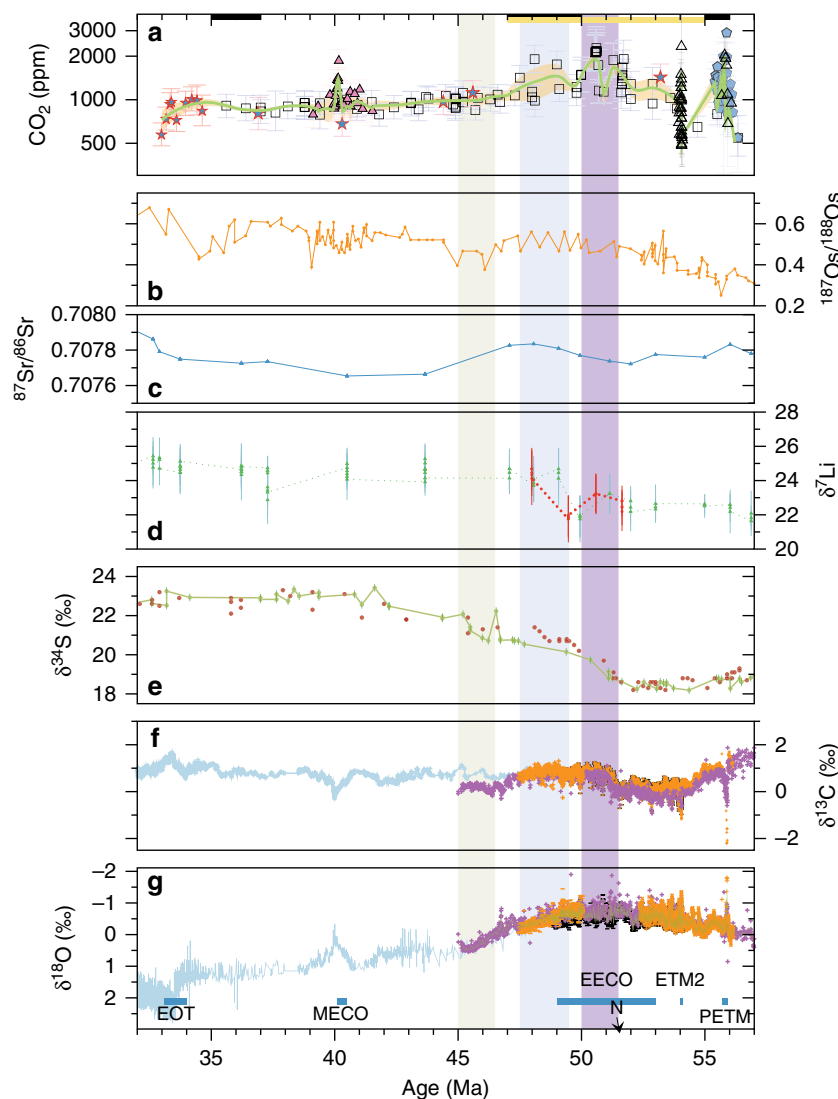 a
3000
2000
1000
500
CO2 (ppm)
b
0.6
0.4
0.2
187Os/188Os
0.7080
0.7078
0.7076
87Sr/86Sr
c
28
26
24
22
20
δ7Li
d
24
22
20
18
δ34S (‰)
e
f
2
0
−2
δ13C (‰)
g
−2
−1
0
1
2
δ18O (‰)
EECO
ETM2
N
EOT
MECO
PETM
35
40
45
50
55
Age (Ma)